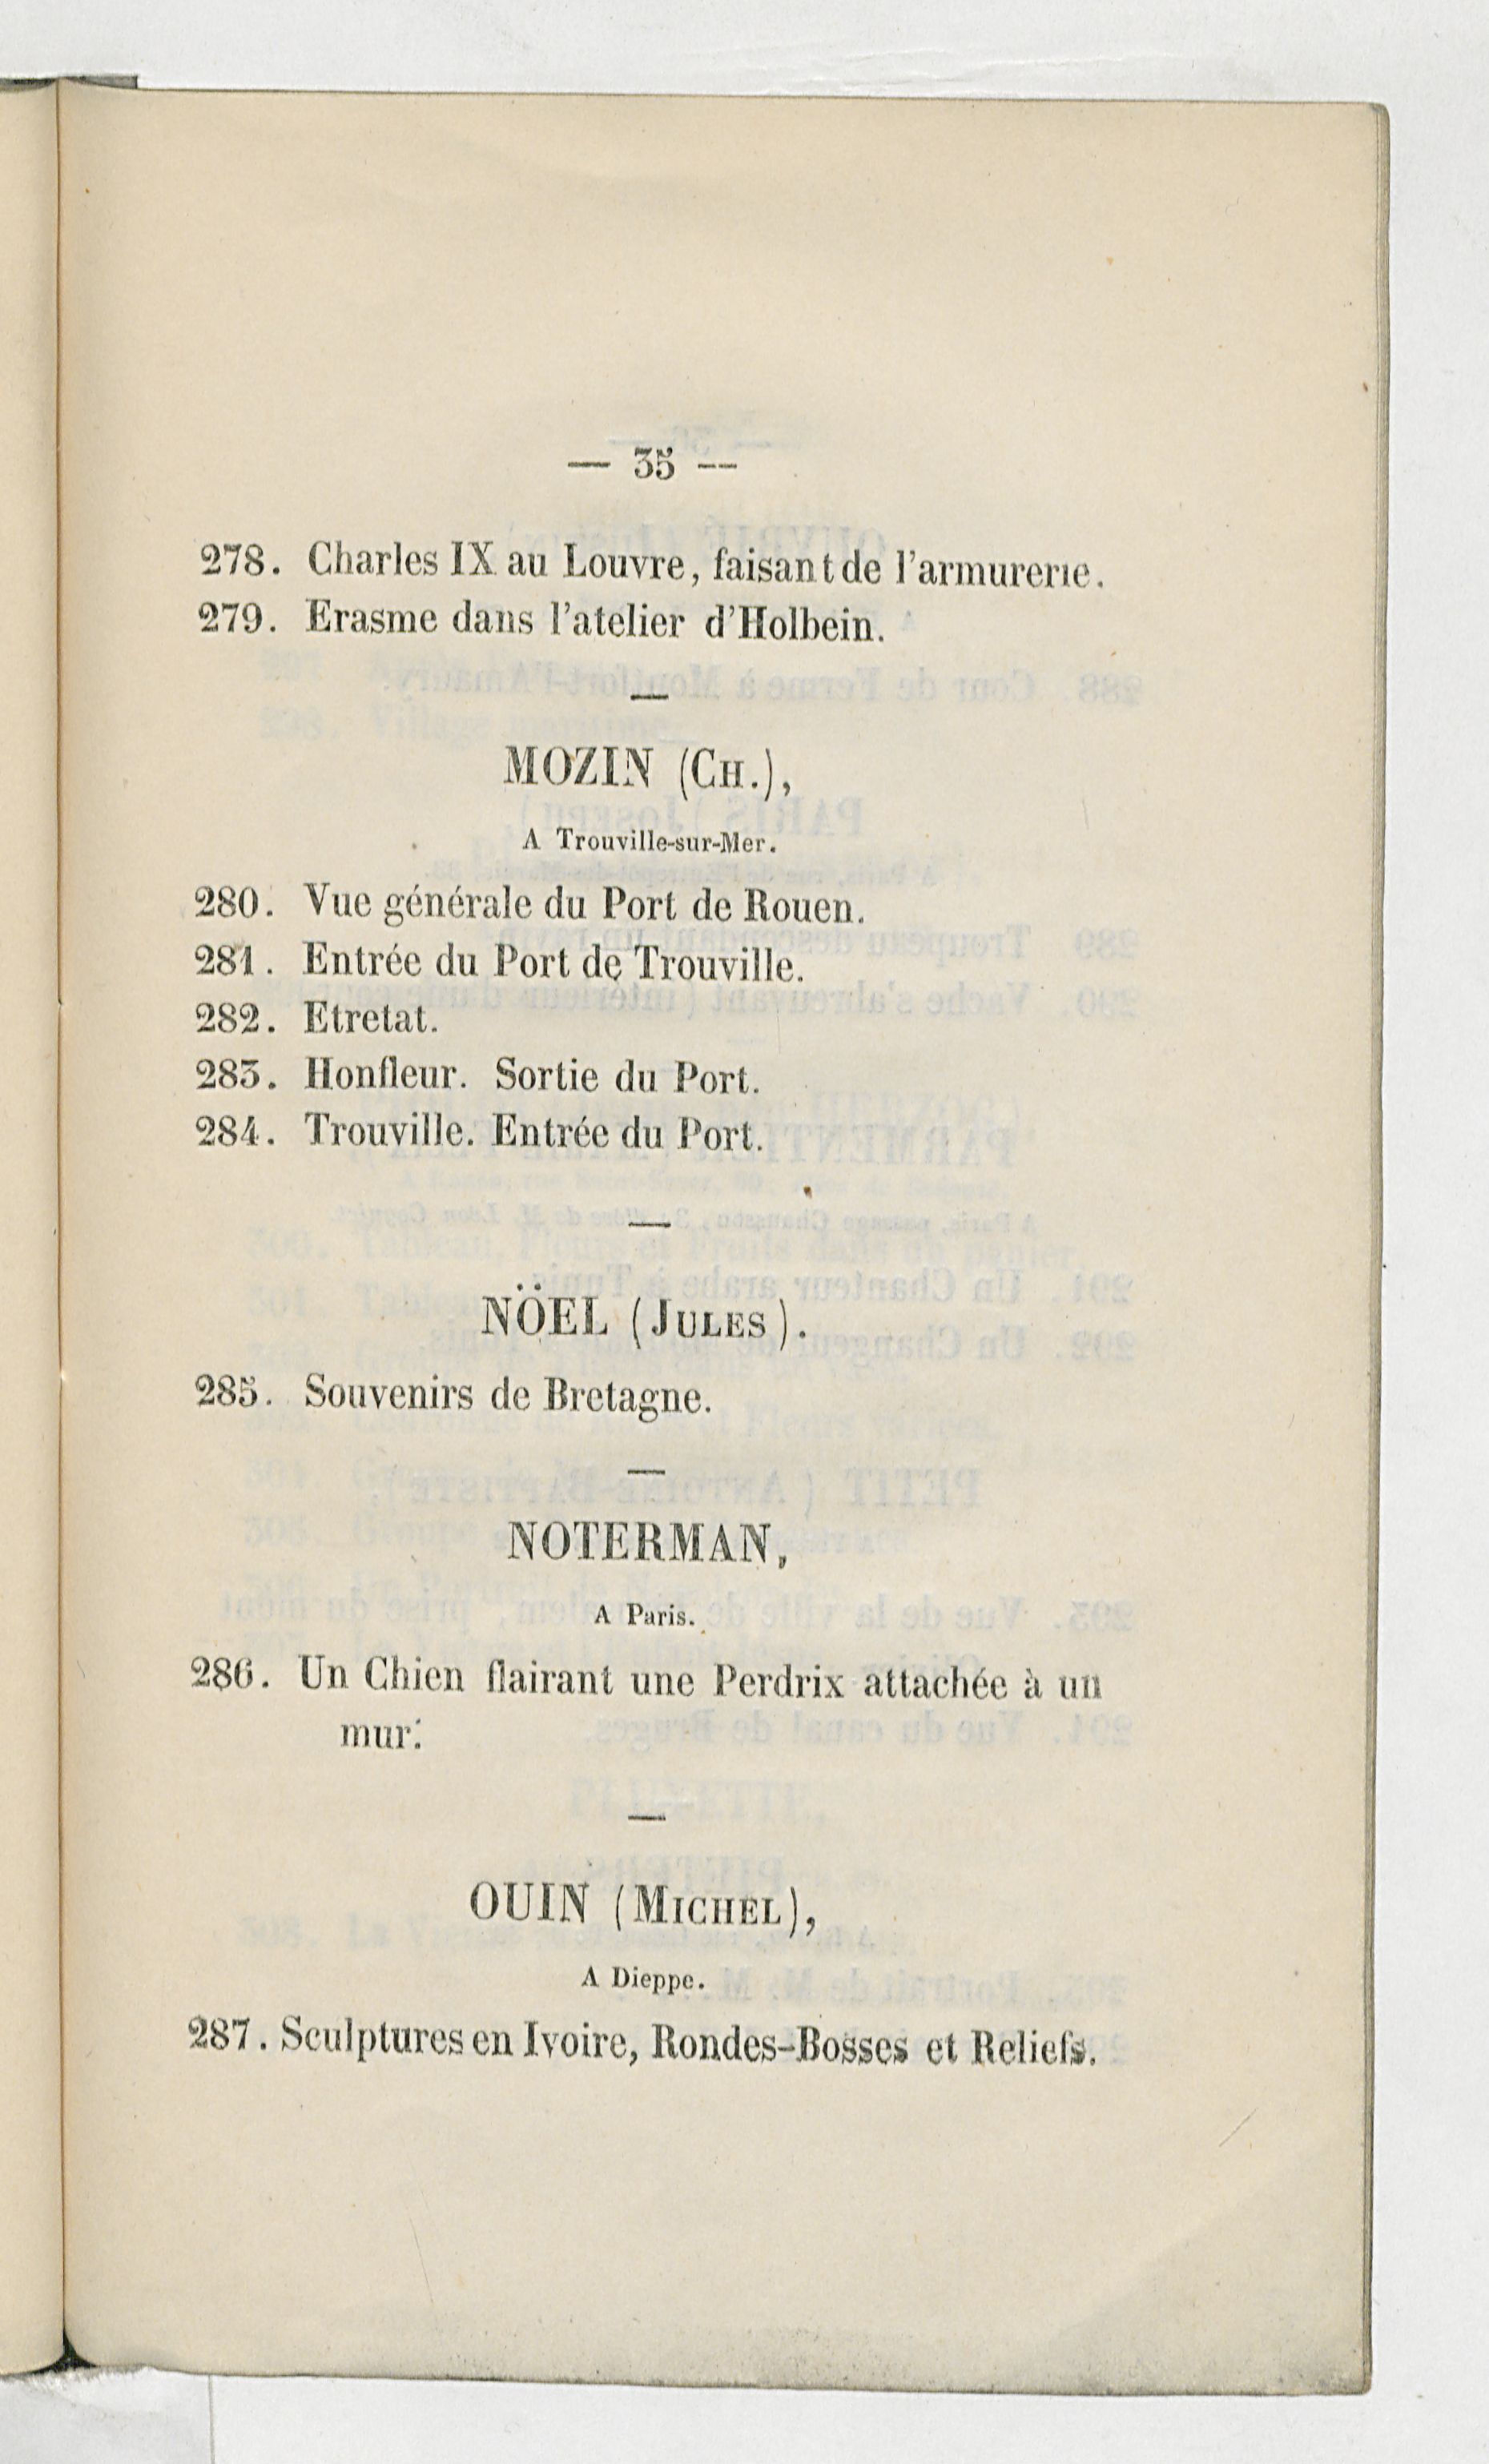 — 35 —
278. Charles IX au Louvre, faisant de l'armurerie.
279. Erasme dans l'atelier d'Holbein.
MOZIN (CH.),
A Trouville-sur-Mer.
280. Vue générale du Port de Rouen.
281. Entrée du Port de Trouville.
282. Etretat.
283. Honfleur. Sortie du Port.
284. Trouville. Entrée du Port.
NÖEL (JULES).
285. Souvenirs de Bretagne.
NOTERMAN,
A Paris.
286. Un Chien flairant une Perdrix attachée à un
mur.
OUIN (MICHEL),
A Dieppe.
287. Sculptures en Ivoire, Rondes-Bosses et Reliefs.